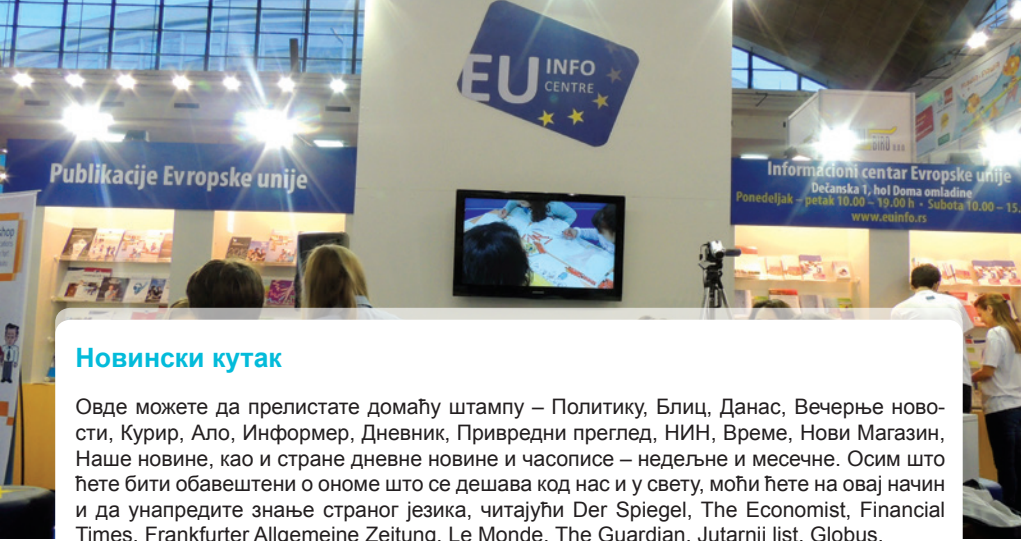 EU INFO
CENTRE
Publikacije Evropske unije
Informacioni centar Evropske unije
Dečanska 1, hol Doma omladine
Ponedeljak – petak 10.00 – 19.00 h • Subota 10.00 – 15.
www.euinfo.rs
Новински кутак
Овде можете да прелистате домаћу штампу – Политику, Блиц, Данас, Вечерње ново-
сти, Курир, Ало, Информер, Дневник, Привредни преглед, НИН, Време, Нови Магазин,
Наше новине, као и стране дневне новине и часописе – недељне и месечне. Осим што
ћете бити обавештени о ономе што се дешава код нас и у свету, моћи ћете на овај начин
и да унапредите знање страног језика, читајући Der Spiegel, The Economist, Financial
Times, Frankfurter Allgemeine Zeitung, Le Monde, The Guardian, Jutarnji list, Globus.